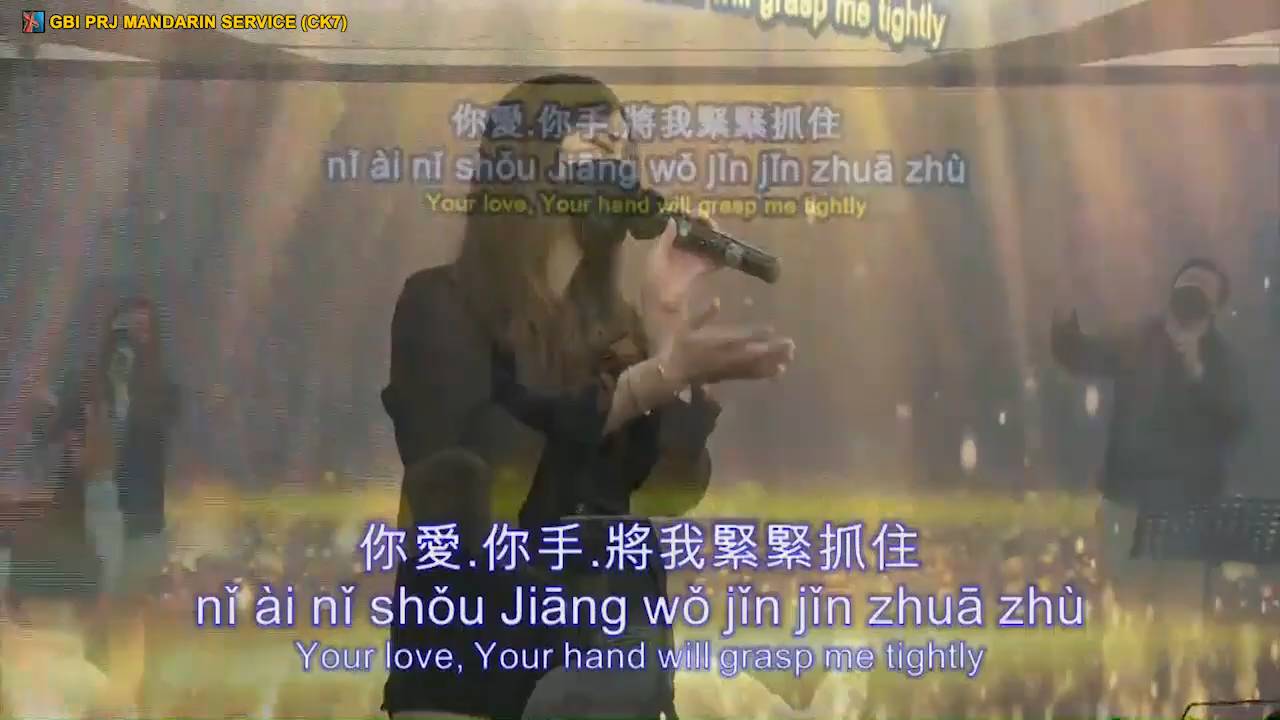 GBI PRJ MANDARIN SERVICE (CK7)
will grasp me tightly
你愛.你手.將我緊緊抓住
nǐ ài nǐ shǒu Jiāng wǒ jǐn jǐn zhuā zhù
Your love, Your hand will grasp me tightly
你愛.你手.將我緊緊抓住
nǐ ài nǐ shǒu Jiāng wǒ jǐn jǐn zhuā zhù
Your love, Your hand will grasp me tightly